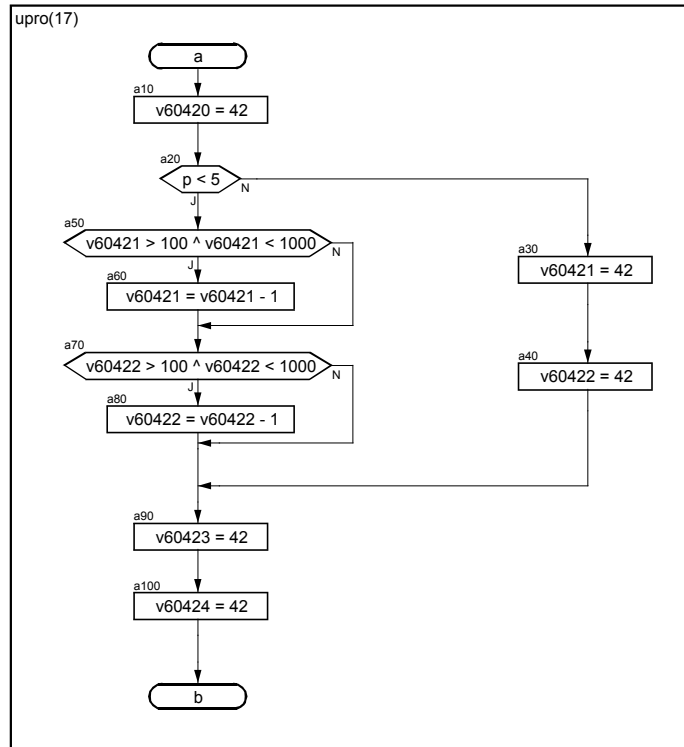 upro(17)
a
a10
v60420 = 42
a20
p < 5
J
N
a50
v60421 > 100 ^ v60421 < 1000
J
N
a60
v60421 = v60421 - 1
a70
v60422 > 100 ^ v60422 < 1000
J
N
a80
v60422 = v60422 - 1
a30
v60421 = 42
a40
v60422 = 42
a90
v60423 = 42
a100
v60424 = 42
b